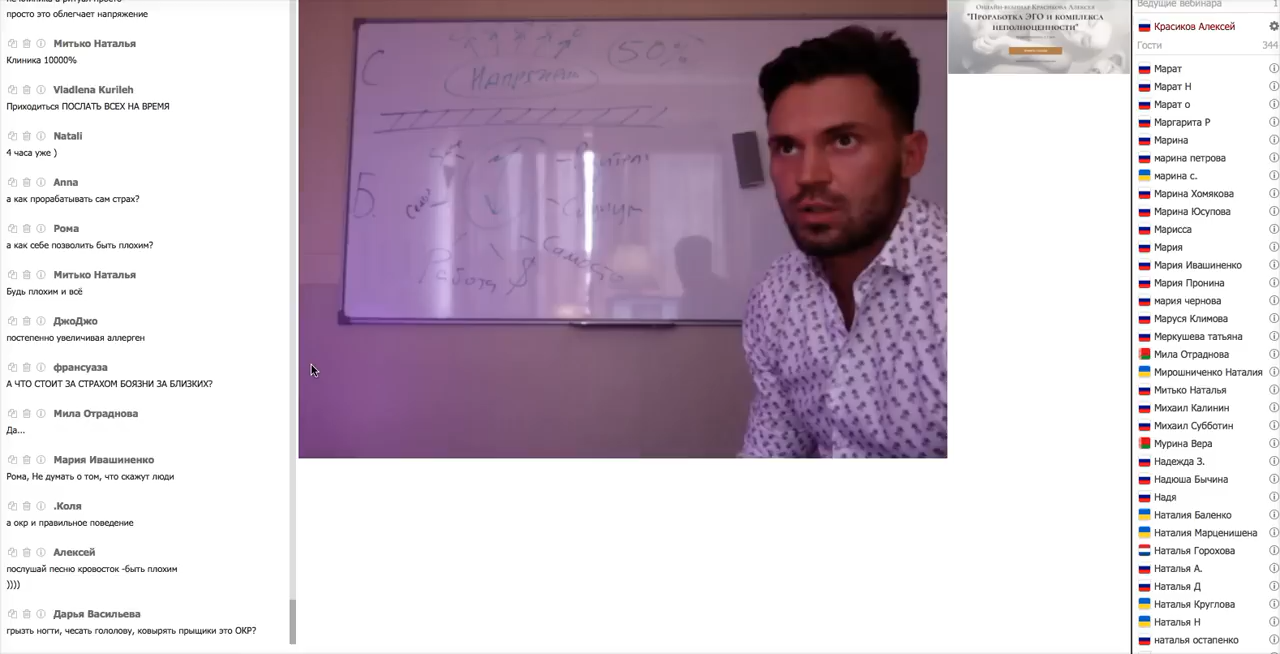 просто это облегчает напряжение
Митько Наталья
Клиника 10000%
Vladlena Kurileh
Приходиться ПОСЛАТЬ ВСЕХ НА ВРЕМЯ
Natali
4 часа уже )
Anna
а как прорабатывать сам страх?
Рома
а как себе позволить быть плохим?
Митько Наталья
Будь плохим и всё
ДжоДжо
постепенно увеличивая аллерген
франсуаза
А ЧТО СТОИТ ЗА СТРАХОМ БОЯЗНИ ЗА БЛИЗКИХ?
Мила Отраднова
Да...
Мария Ивашиненко
Рома, Не думать о том, что скажут люди
.Коля
а окр и правильное поведение
Алексей
послушай песню кровосток -быть плохим
))))
Дарья Васильева
грызть ногти, чесать гололову, ковырять прыщики это ОКР?
С
50%
Б
Онлайн-вебинар Красикова Алексея
"Проработка ЭГО и комплекса
неполноценности"
Ведущие вебинара 1
Красиков Алексей
Гости 344
Марат
Марат Н
Марат о
Маргарита Р
Марина
марина петрова
марина с.
Марина Хомякова
Марина Юсупова
Марисса
Мария
Мария Ивашиненко
Мария Пронина
мария чернова
Маруся Климова
Меркушева татьяна
Мила Отраднова
Мирошниченко Наталия
Митько Наталья
Михаил Калинин
Михаил Субботин
Мурина Вера
Надежда З.
Надюша Бычина
Надя
Наталия Баленко
Наталия Марценишена
Наталья Горохова
Наталья А.
Наталья Д
Наталья Круглова
Наталья Н
наталья остапенко